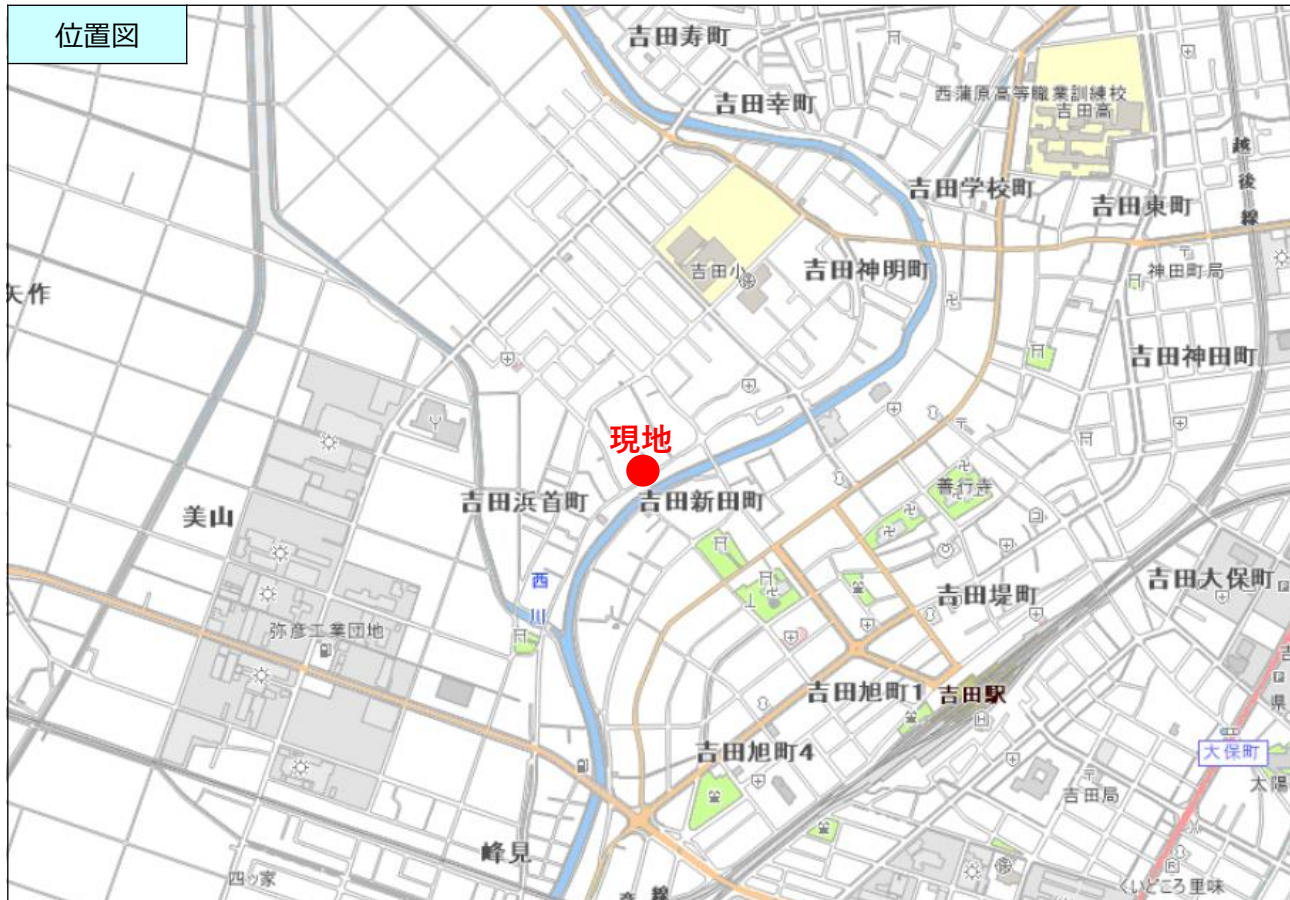 位置図
吉田寿町
吉田幸町
西蒲原高等職業訓練校
吉田高
越後線
吉田学校町
吉田東町
吉田小
吉田神明町
神田町局
矢作
吉田神田町
現地
吉田浜首町
吉田新田町
善行寺
美山
西川
吉田堤町
吉田大保町
弥彦工業団地
吉田旭町1
吉田駅
吉
県
吉田旭町4
大保町
太陽
吉田局
峰見
四ッ家
くいどころ里味
線